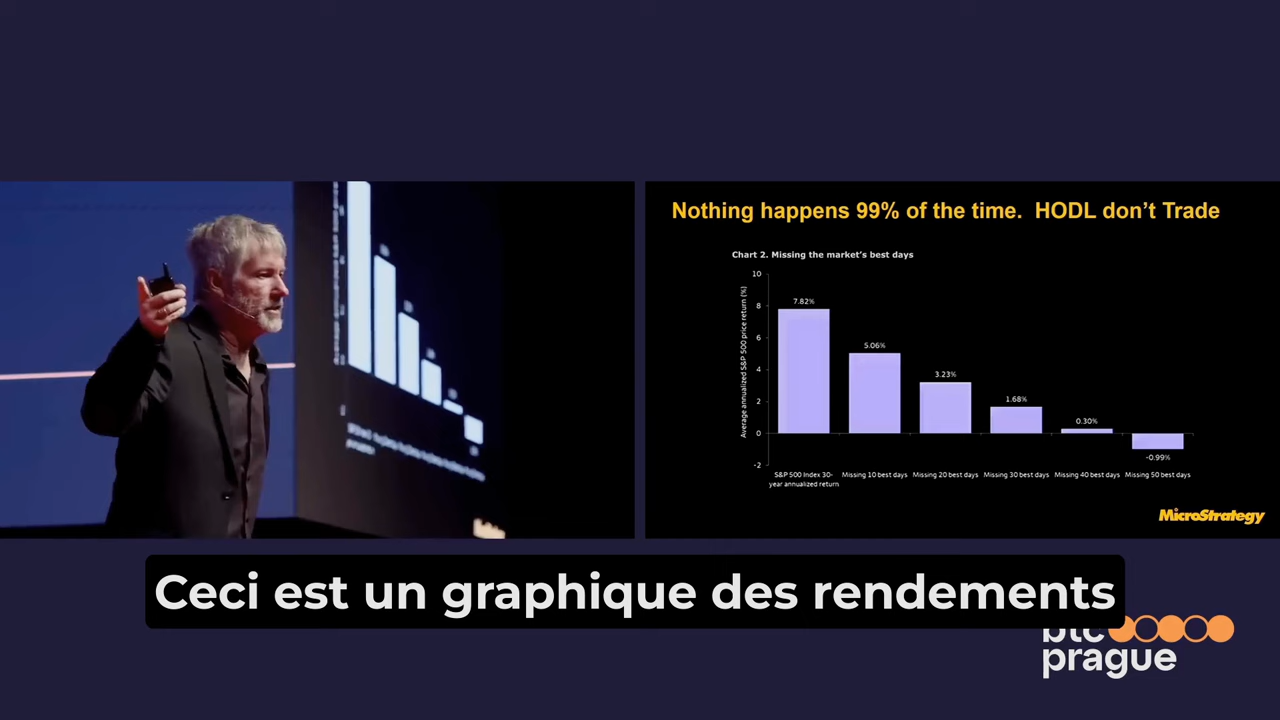 Nothing happens 99% of the time. HODL don't Trade
Chart 2. Missing the market's best days
Average annualized S&P 500 price return (%)
10
8
6
4
2
0
-2
7.82%
5.06%
3.23%
1.68%
0.30%
-0.99%
S&P 500 Index 30-
year annualized return
Missing 10 best days
Missing 20 best days
Missing 30 best days
Missing 40 best days
Missing 50 best days
MicroStrategy
Ceci est un graphique des rendements
btc
prague